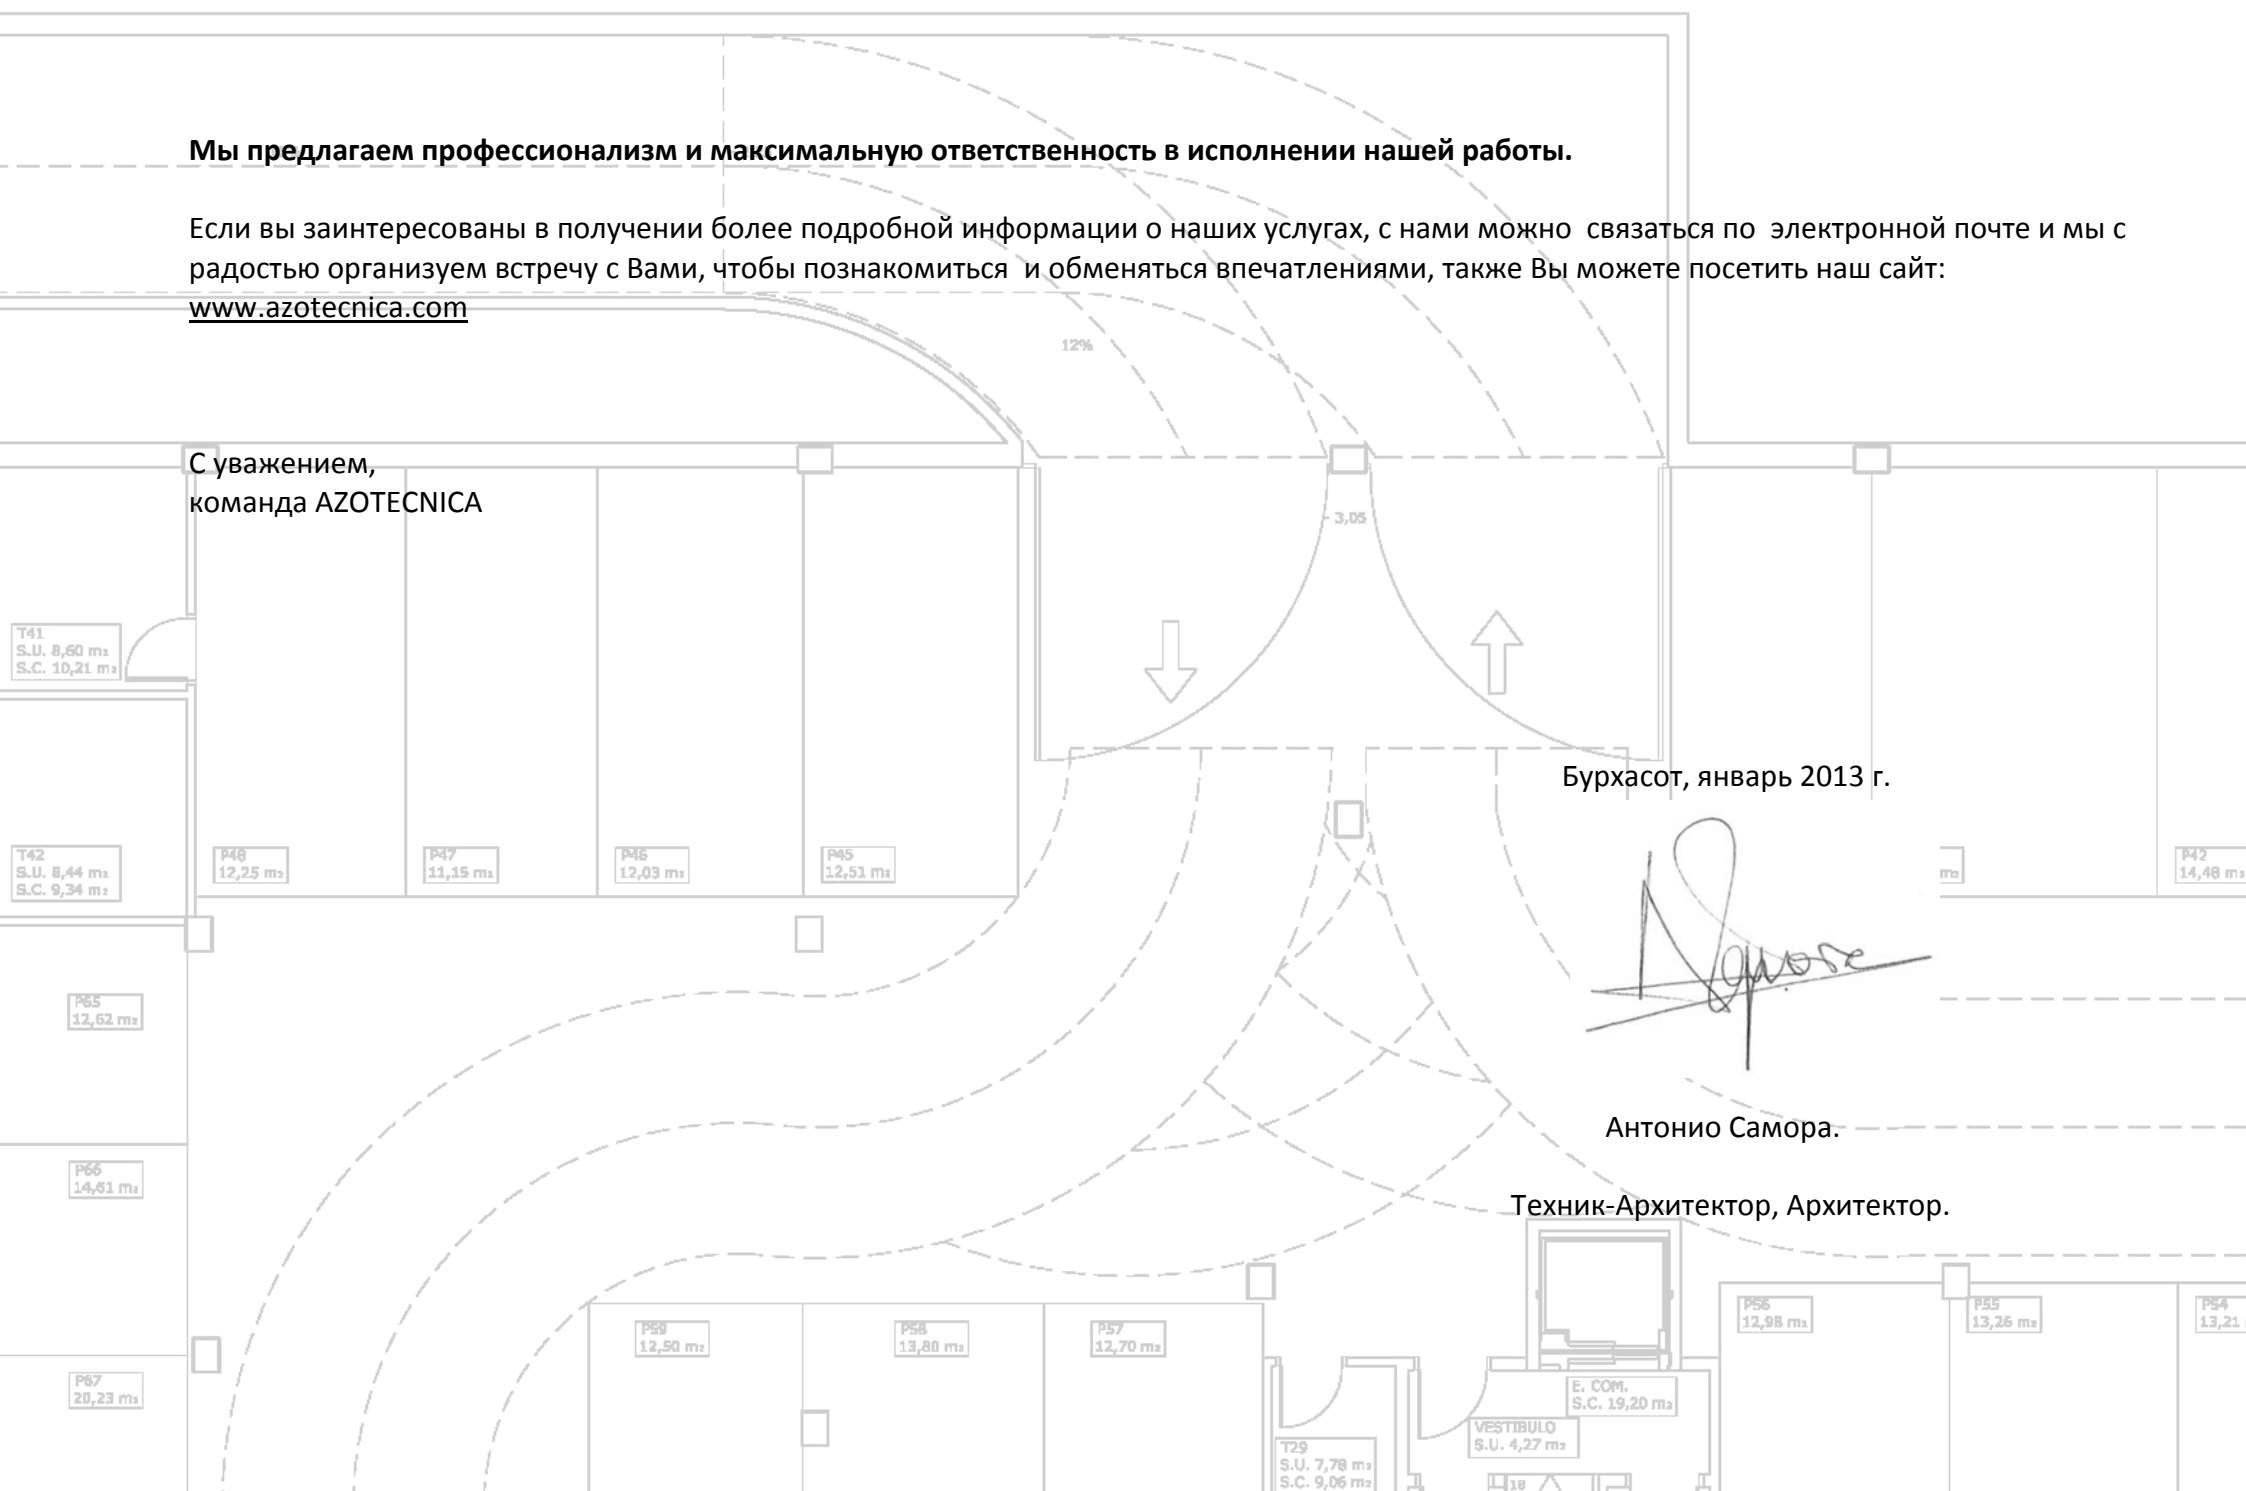 Мы предлагаем профессионализм и максимальную ответственность в исполнении нашей работы.
Если вы заинтересованы в получении более подробной информации о наших услугах, с нами можно связаться по электронной почте и мы с
радостью организуем встречу с Вами, чтобы познакомиться и обменяться впечатлениями, также Вы можете посетить наш сайт:
www.azotecnica.com
12%
С уважением,
команда AZOTECNICA
- 3,05
T41
S.U. 8,60 m2
S.C. 10,21 m2
Бурхасот, январь 2013 г.
T42
S.U. 8,44 m2
S.C. 9,34 m2
P48
12,25 m2
P47
11,15 m2
P46
12,03 m2
P45
12,51 m2
m2
P42
14,48 m2
P65
12,62 m2
Антонио Самора.
P66
14,61 m2
Техник-Архитектор, Архитектор.
P59
12,50 m2
P58
13,80 m2
P57
12,70 m2
P56
12,98 m2
P55
13,26 m2
P54
13,21
P67
20,23 m2
E. COM.
S.C. 19,20 m2
VESTIBULO
S.U. 4,27 m2
T29
S.U. 7,78 m2
S.C. 9,06 m2
18